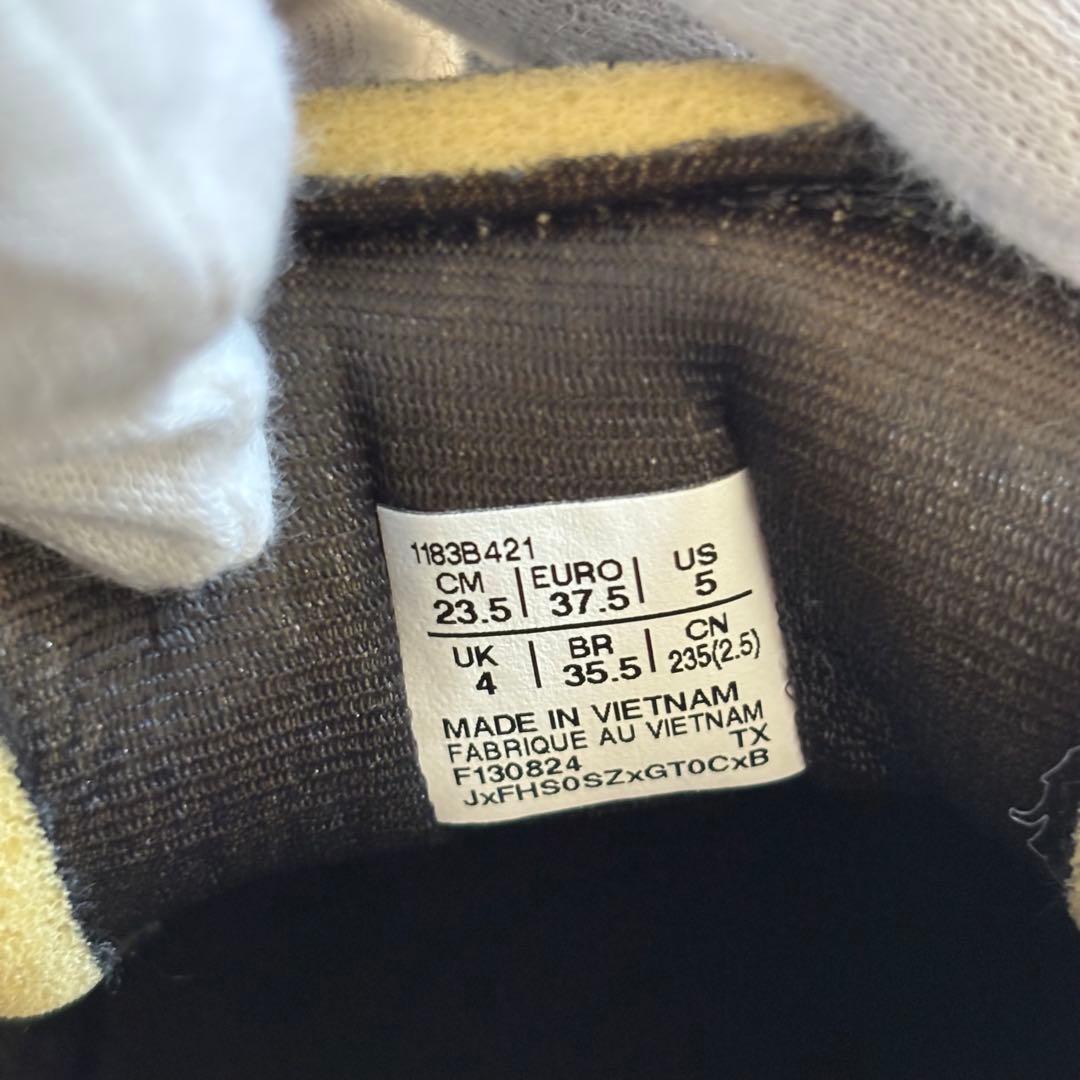 1183B421
CM | EURO | US
23.5 | 37.5 | 5
UK | BR | CN
4 | 35.5 | 235(2.5)
MADE IN VIETNAM
FABRIQUE AU VIETNAM
F130824 TX
JxFHS0SZxGT0CxB